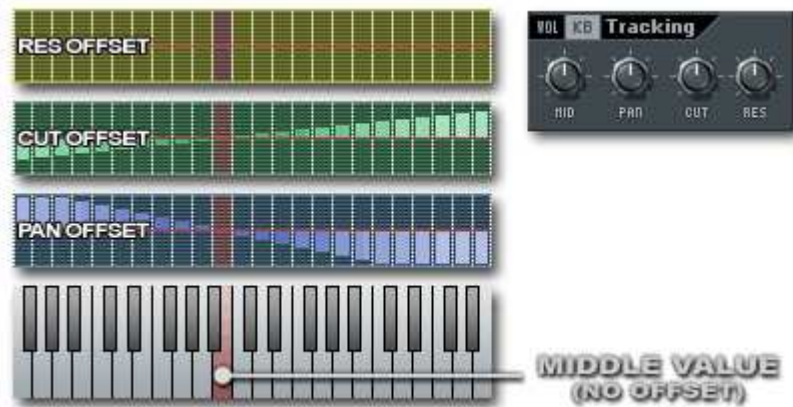 RES OFFSET
VOL KB Tracking
MID PAN CUT RES
CUT OFFSET
PAN OFFSET
MIDDLE VALUE
(NO OFFSET)